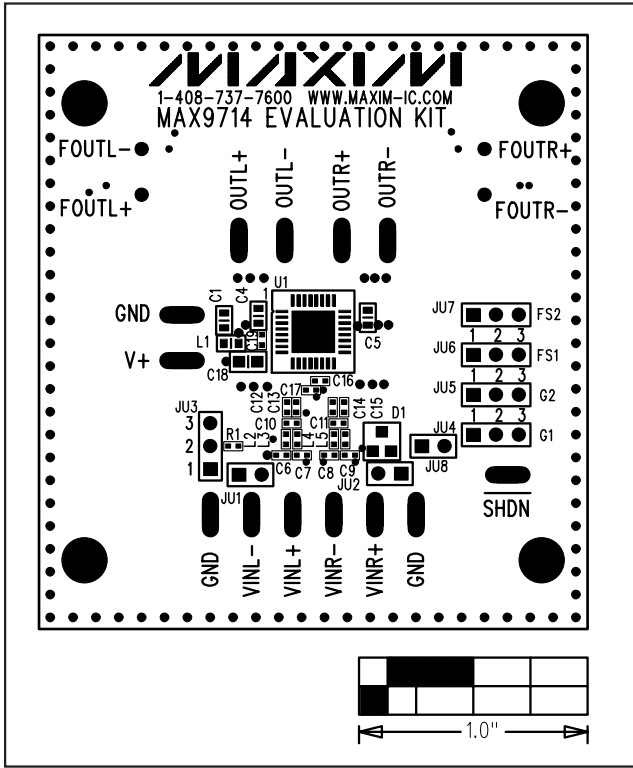 MAXIM
1-408-737-7600 WWW.MAXIM-IC.COM
MAX9714 EVALUATION KIT
FOUTL-
FOUTR+
FOUTL+
FOUTR-
OUTL+
OUTL-
OUTR+
OUTR-
U1
C1
C4
1
GND
L1
C19
C5
V+
C18
JU7
FS2
1 2 3
JU6
FS1
1 2 3
JU5
G2
1 2 3
JU4
G1
C16
C17
C12
C13
C14
C15
D1
JU3
3
2
1
R1
C10
C11
L2
L3
L4
L5
C6
C7
C8
C9
JU1
JU2
JU8
SHDN
GND
VINL-
VINL+
VINR-
VINR+
GND
1.0"